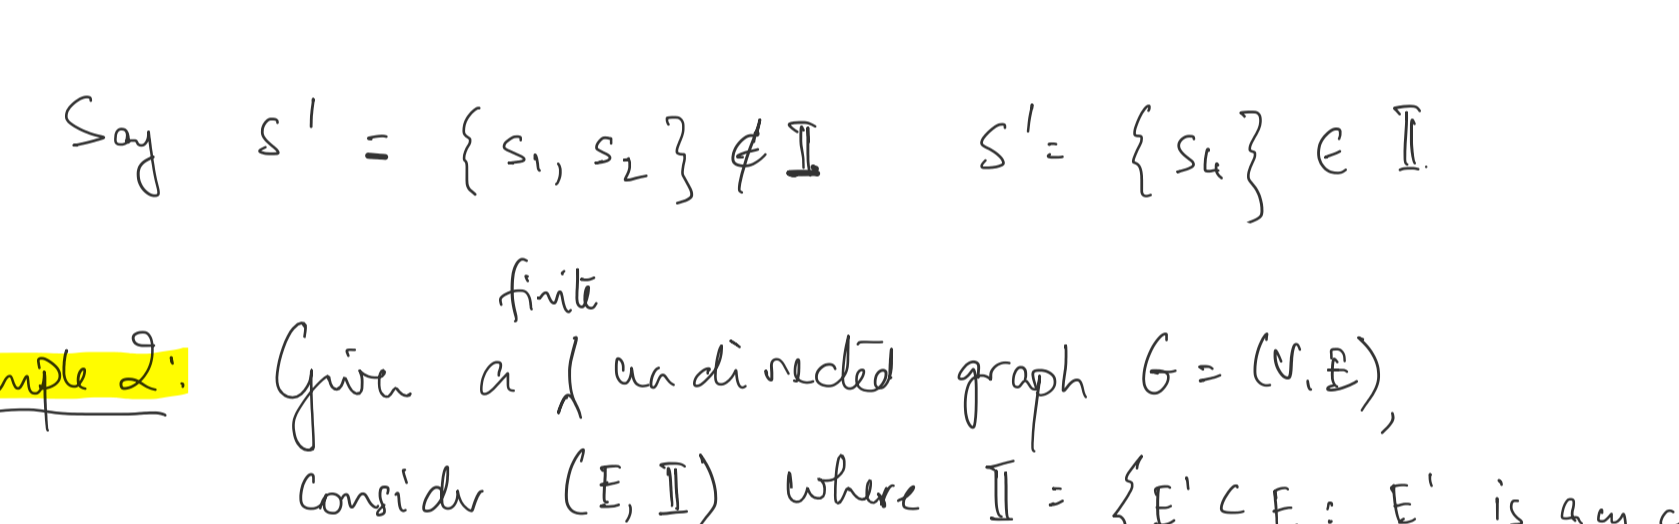 Say S' = {s₁, s₂} ∉ 𝕀 S' = {s₄} ∈ 𝕀.
finite
mple 2: Given a ⅄ undirected graph G = (V, E),
consider (E, 𝕀) where 𝕀 = {E' ⊂ E : E' is a